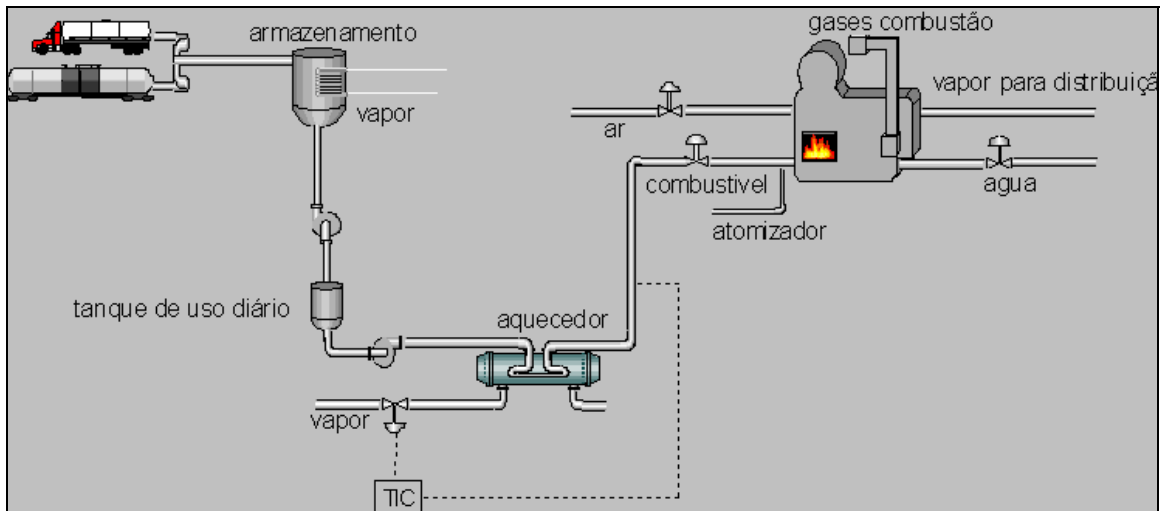 gases combustão
armazenamento
vapor para distribuiçã
vapor
ar
combustivel
agua
atomizador
tanque de uso diário
aquecedor
vapor
TIC